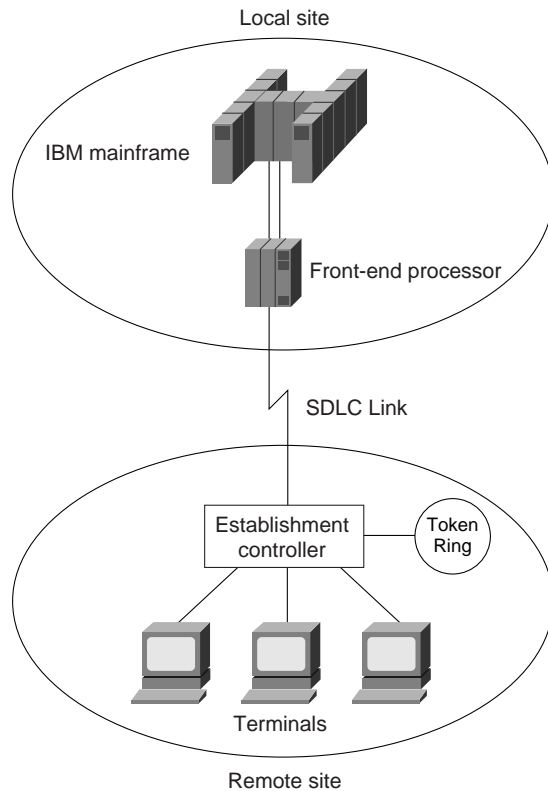 Local site
IBM mainframe
Front-end processor
SDLC Link
Establishment
controller
Token
Ring
Terminals
Remote site